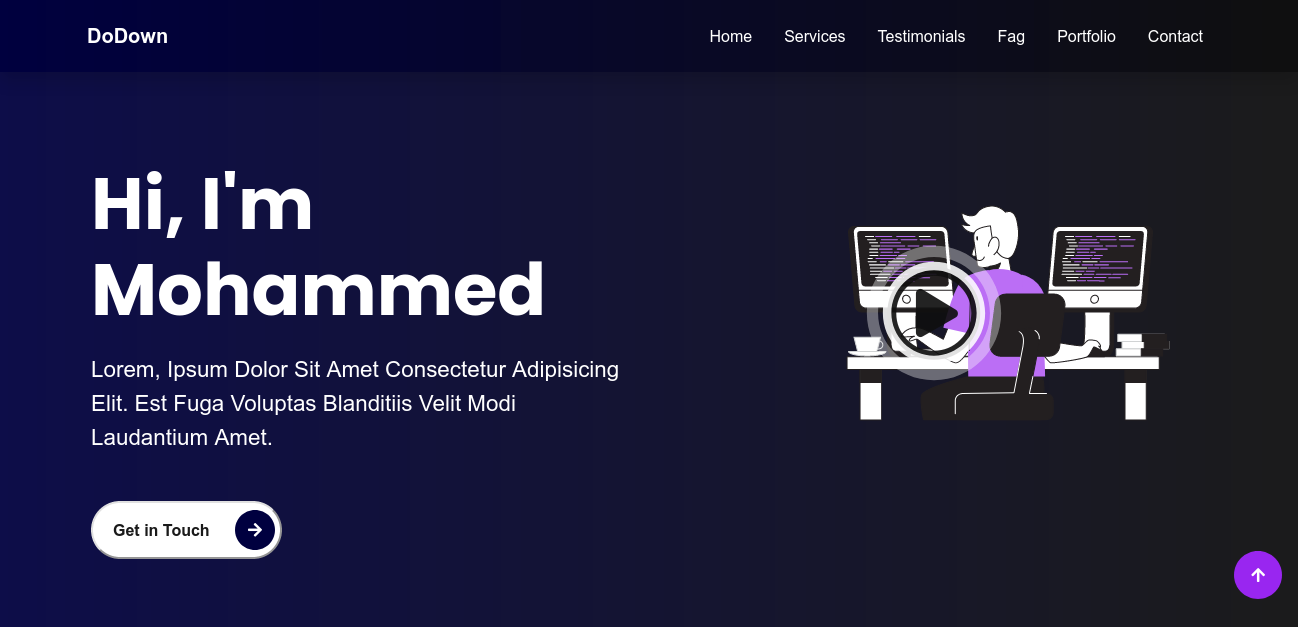 DoDown
Home
Services
Testimonials
Fag
Portfolio
Contact
Hi, I'm
Mohammed
Lorem, Ipsum Dolor Sit Amet Consectetur Adipisicing
Elit. Est Fuga Voluptas Blanditiis Velit Modi
Laudantium Amet.
Get in Touch